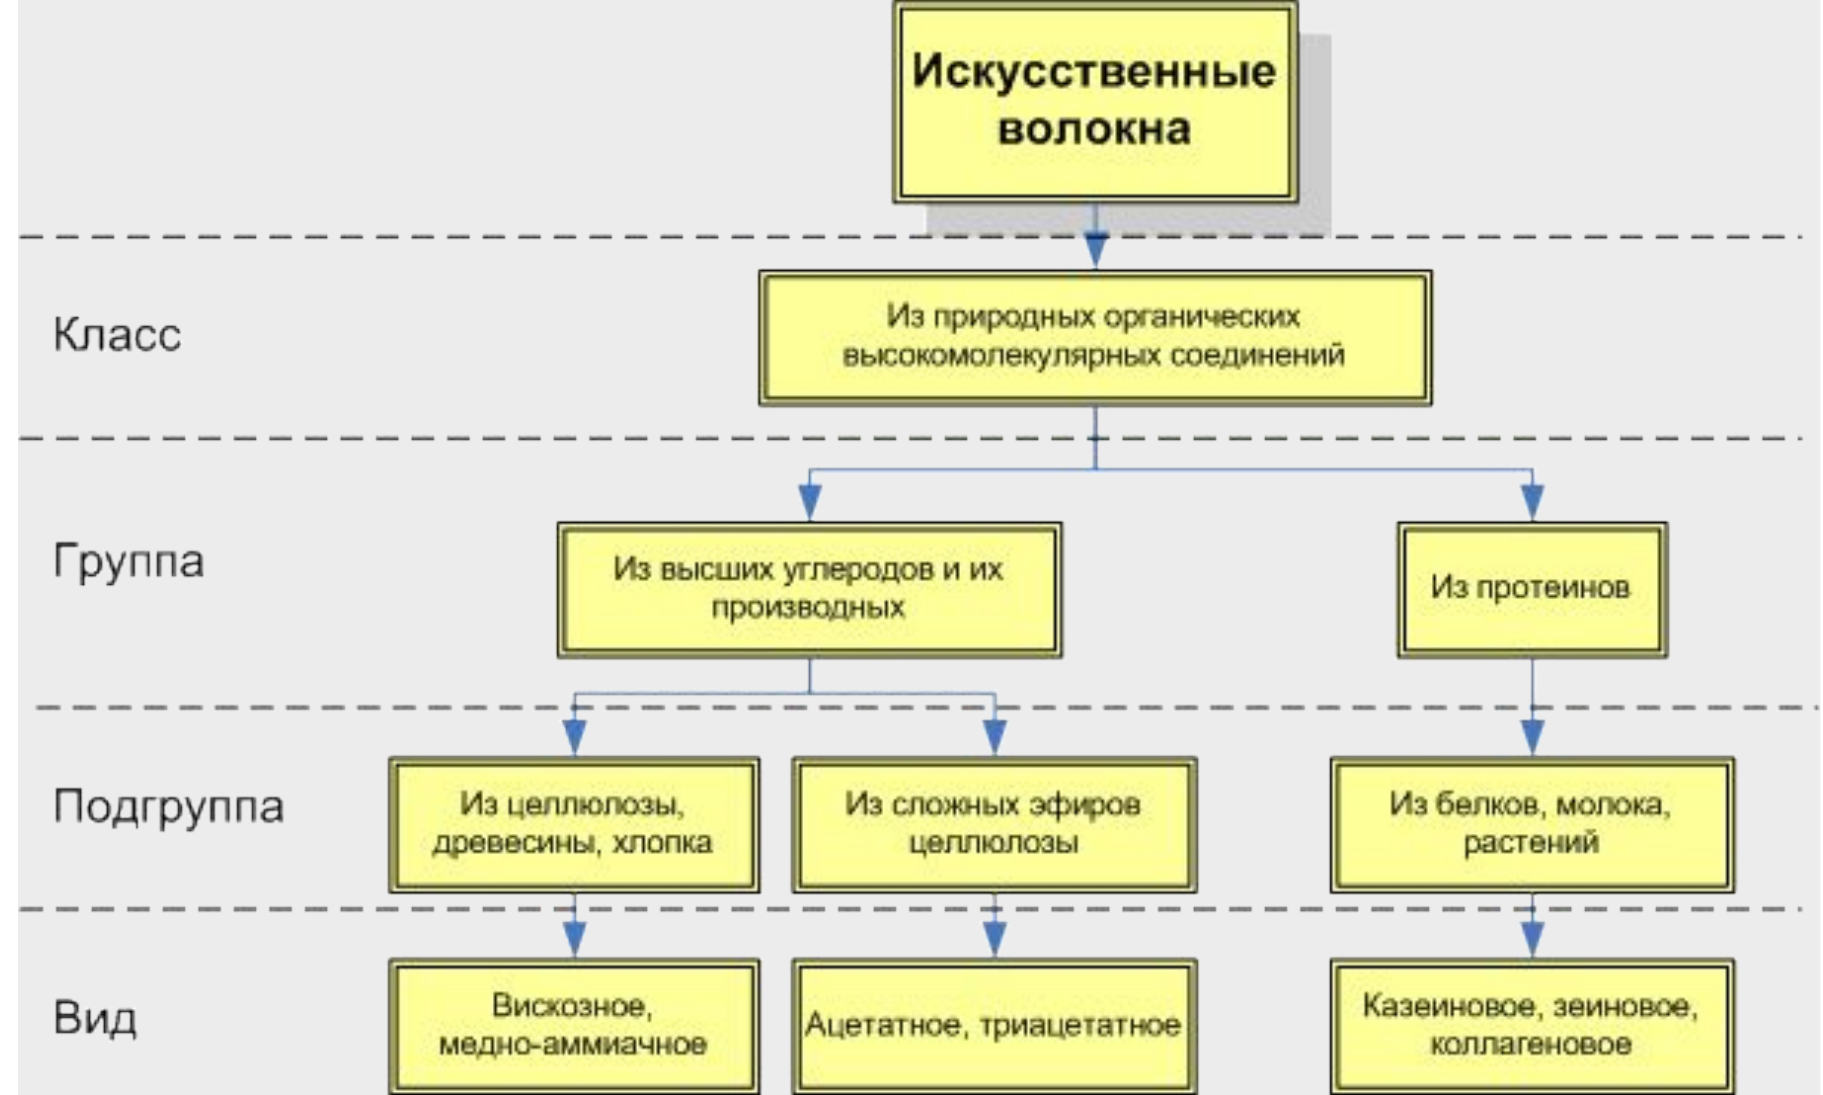 Искусственные
волокна
Класс
Из природных органических
высокомолекулярных соединений
Группа
Из высших углеродов и их
производных
Из протеинов
Подгруппа
Из целлюлозы,
древесины, хлопка
Из сложных эфиров
целлюлозы
Из белков, молока,
растений
Вид
Вискозное,
медно-аммиачное
Ацетатное, триацетатное
Казеиновое, зеиновое,
коллагеновое